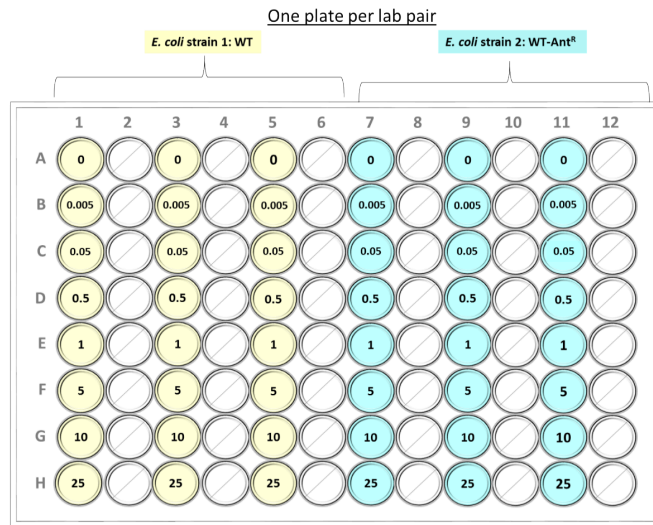 One plate per lab pair
E. coli strain 1: WT E. coli strain 2: WT-Antᴿ
1 2 3 4 5 6 7 8 9 10 11 12
A 0 0 0 0 0 0
B 0.005 0.005 0.005 0.005 0.005 0.005
C 0.05 0.05 0.05 0.05 0.05 0.05
D 0.5 0.5 0.5 0.5 0.5 0.5
E 1 1 1 1 1 1
F 5 5 5 5 5 5
G 10 10 10 10 10 10
H 25 25 25 25 25 25